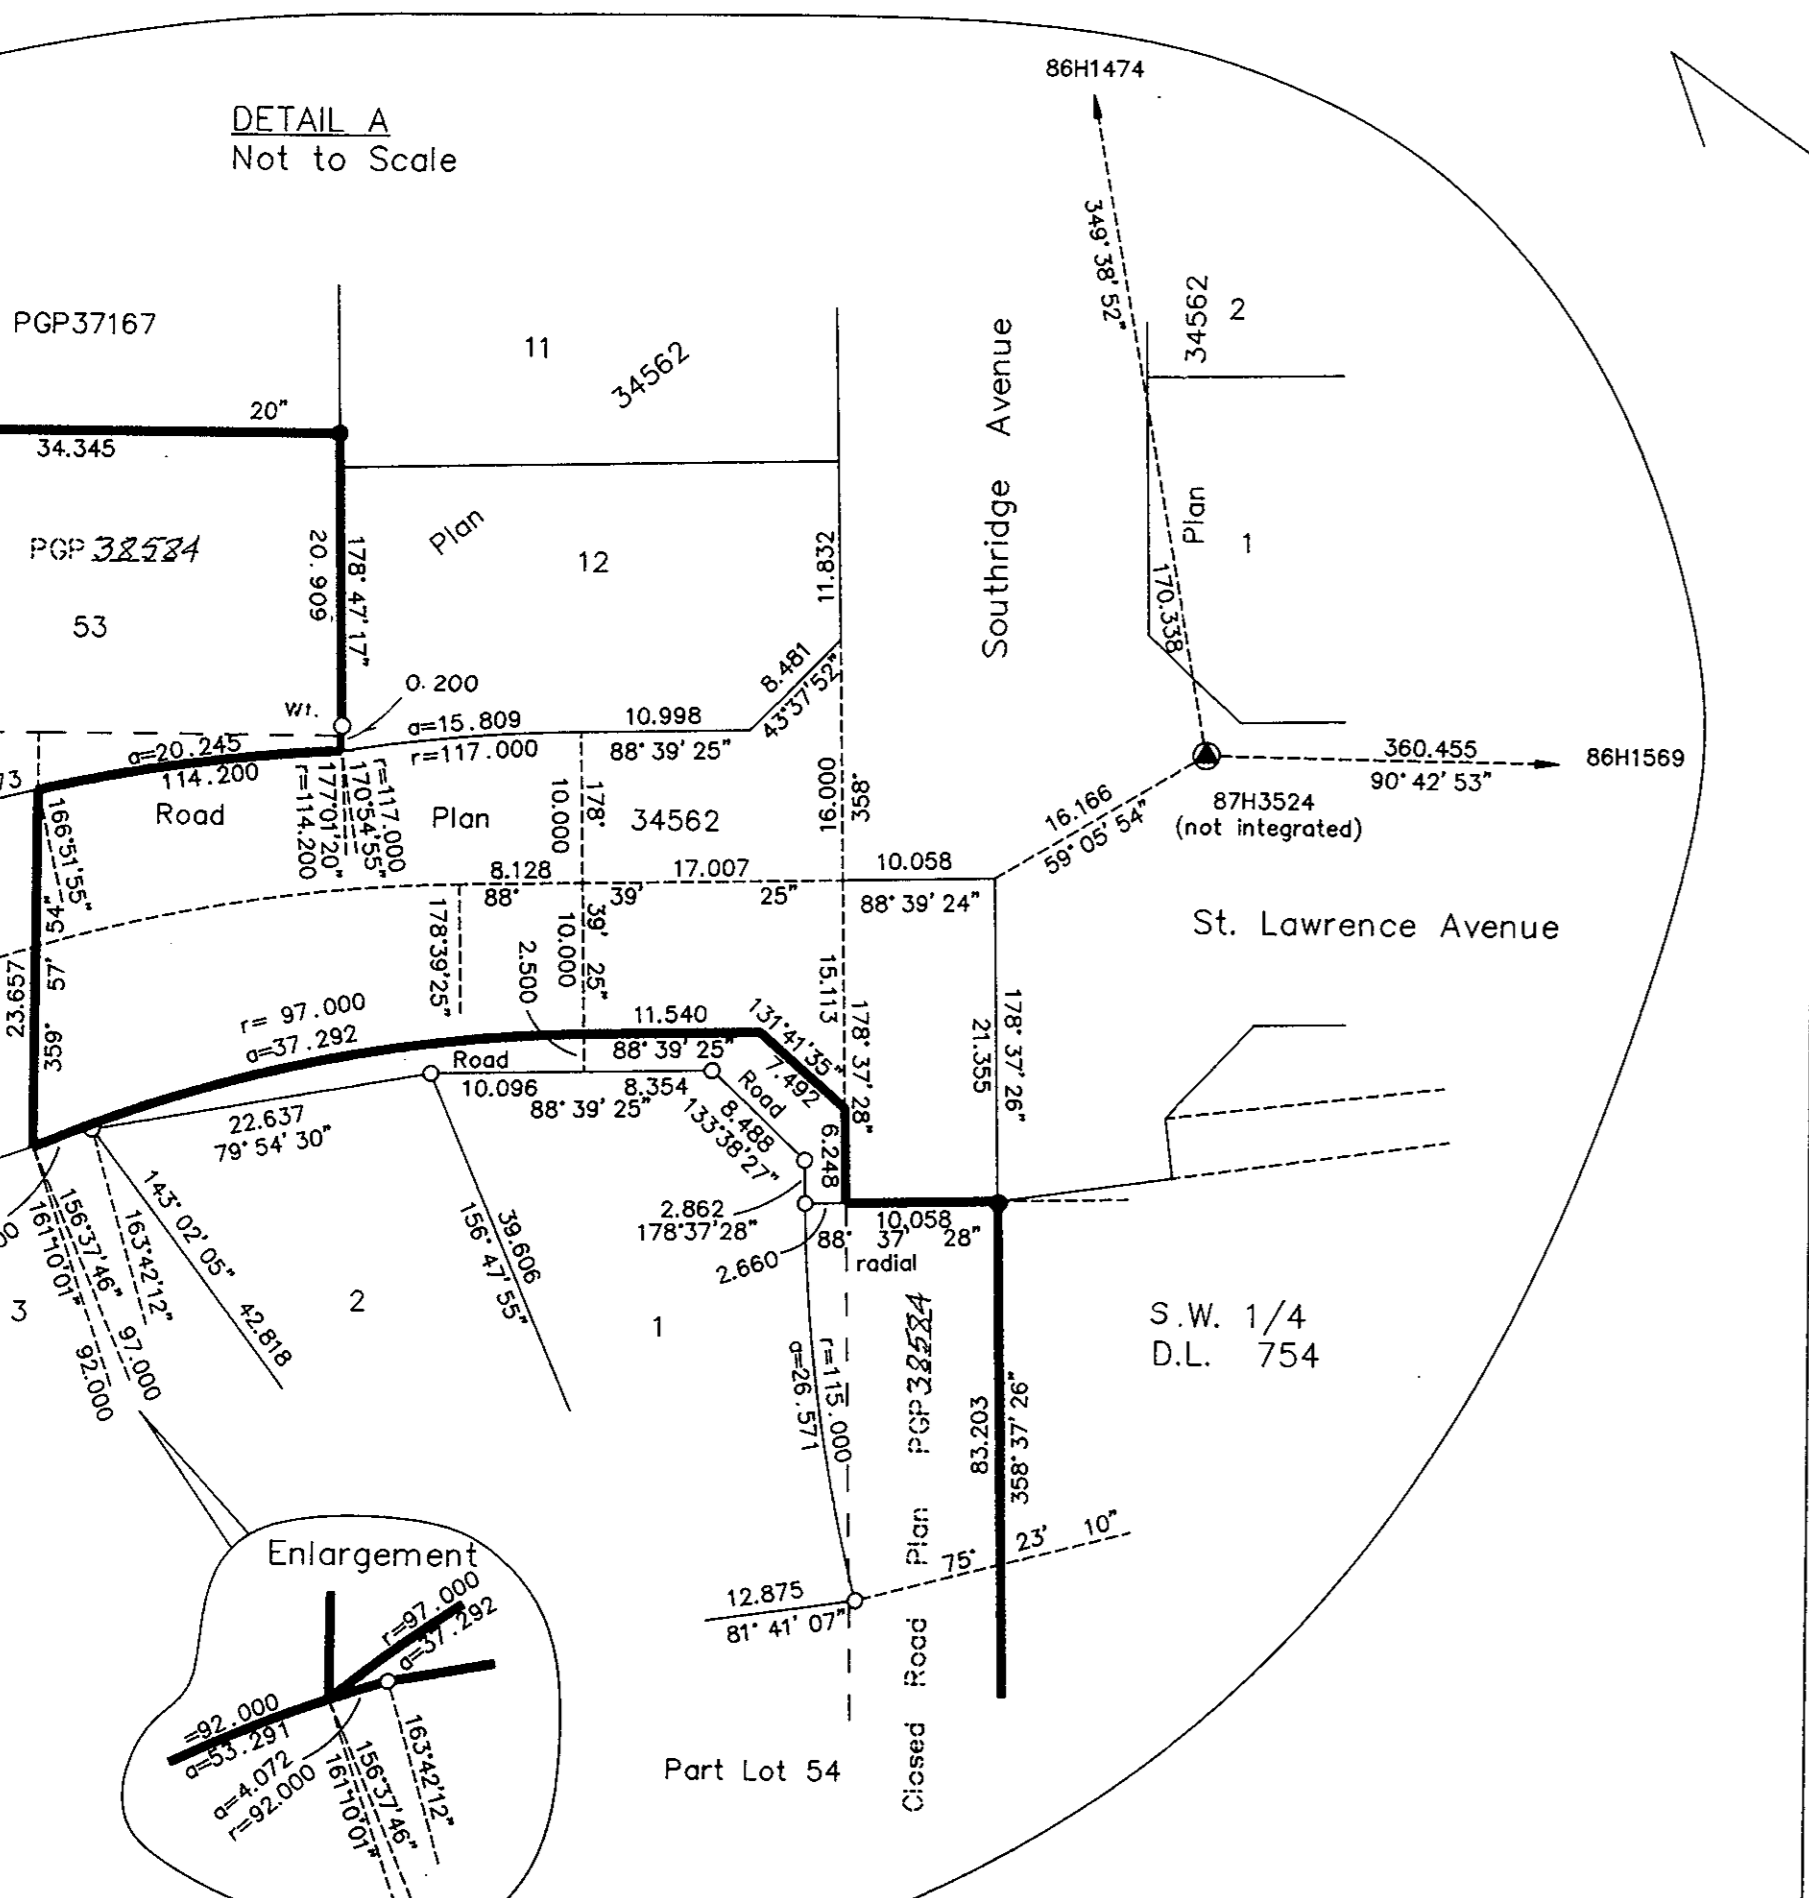 DETAIL A
Not to Scale
86H1474
349° 38' 52"
170.338
PGP37167
11
34562
Southridge Avenue
Plan 34562
2
1
20"
34.345
PGP 38584
53
20.909
178° 47' 17"
Plan
12
11.832
8.481
43°37'52"
0.200
Wt.
a=15.809
r=117.000
10.998
88° 39' 25"
a=20.245
114.200
73
Road
r=114.200
177°01'20"
170°54'55"
r=117.000
Plan
34562
10.000
178°
16.000
358°
360.455
90° 42' 53"
86H1569
87H3524
(not integrated)
16.166
59° 05' 54"
166°51'55"
8.128
88°
39'
17.007
25"
10.058
88° 39' 24"
St. Lawrence Avenue
23.657
359° 57' 54"
178°39'25"
2.500
10.000
39' 25"
15.113
178° 37' 28"
21.355
178° 37' 26"
r= 97.000
a=37.292
11.540
88° 39' 25"
131°41'35"
7.492
Road
10.096
8.354
88° 39' 25"
Road
8.488
133°38'27"
6.248
22.637
79° 54' 30"
2.862
178°37'28"
2.660
10.058
88° 37' 28"
radial
156°37'46"
97.000
161°10'01"
92.000
163°42'12"
143° 02' 05"
42.818
39.606
156° 47' 55"
3
2
1
S.W. 1/4
D.L. 754
a=26.571
r=115.000
83.203
358° 37' 26"
Closed Road Plan PGP38584
75° 23' 10"
12.875
81° 41' 07"
Part Lot 54
Enlargement
r=97.000
a=37.292
=92.000
a=53.291
a=4.072
r=92.000
163°42'12"
156°37'46"
161°10'01"